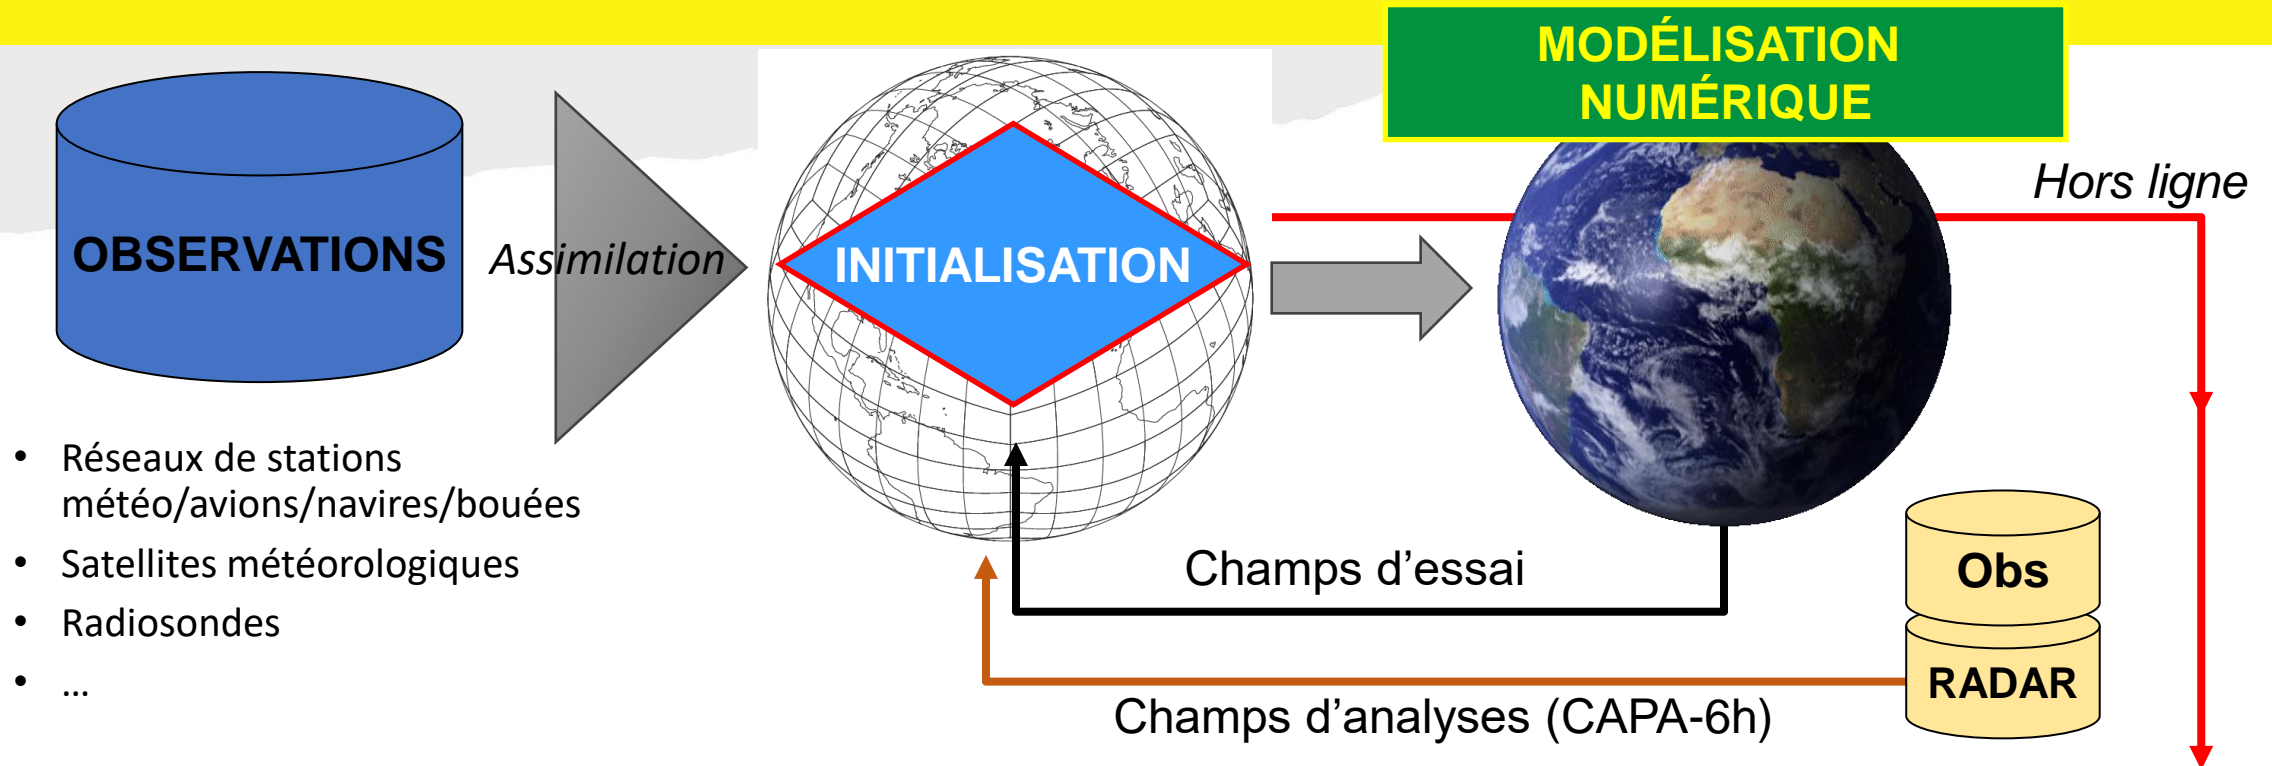 MODÉLISATION
NUMÉRIQUE
Hors ligne
OBSERVATIONS
Assimilation
INITIALISATION
• Réseaux de stations
météo/avions/navires/bouées
• Satellites météorologiques
• Radiosondes
• ...
Champs d’essai
Obs
RADAR
Champs d’analyses (CAPA-6h)